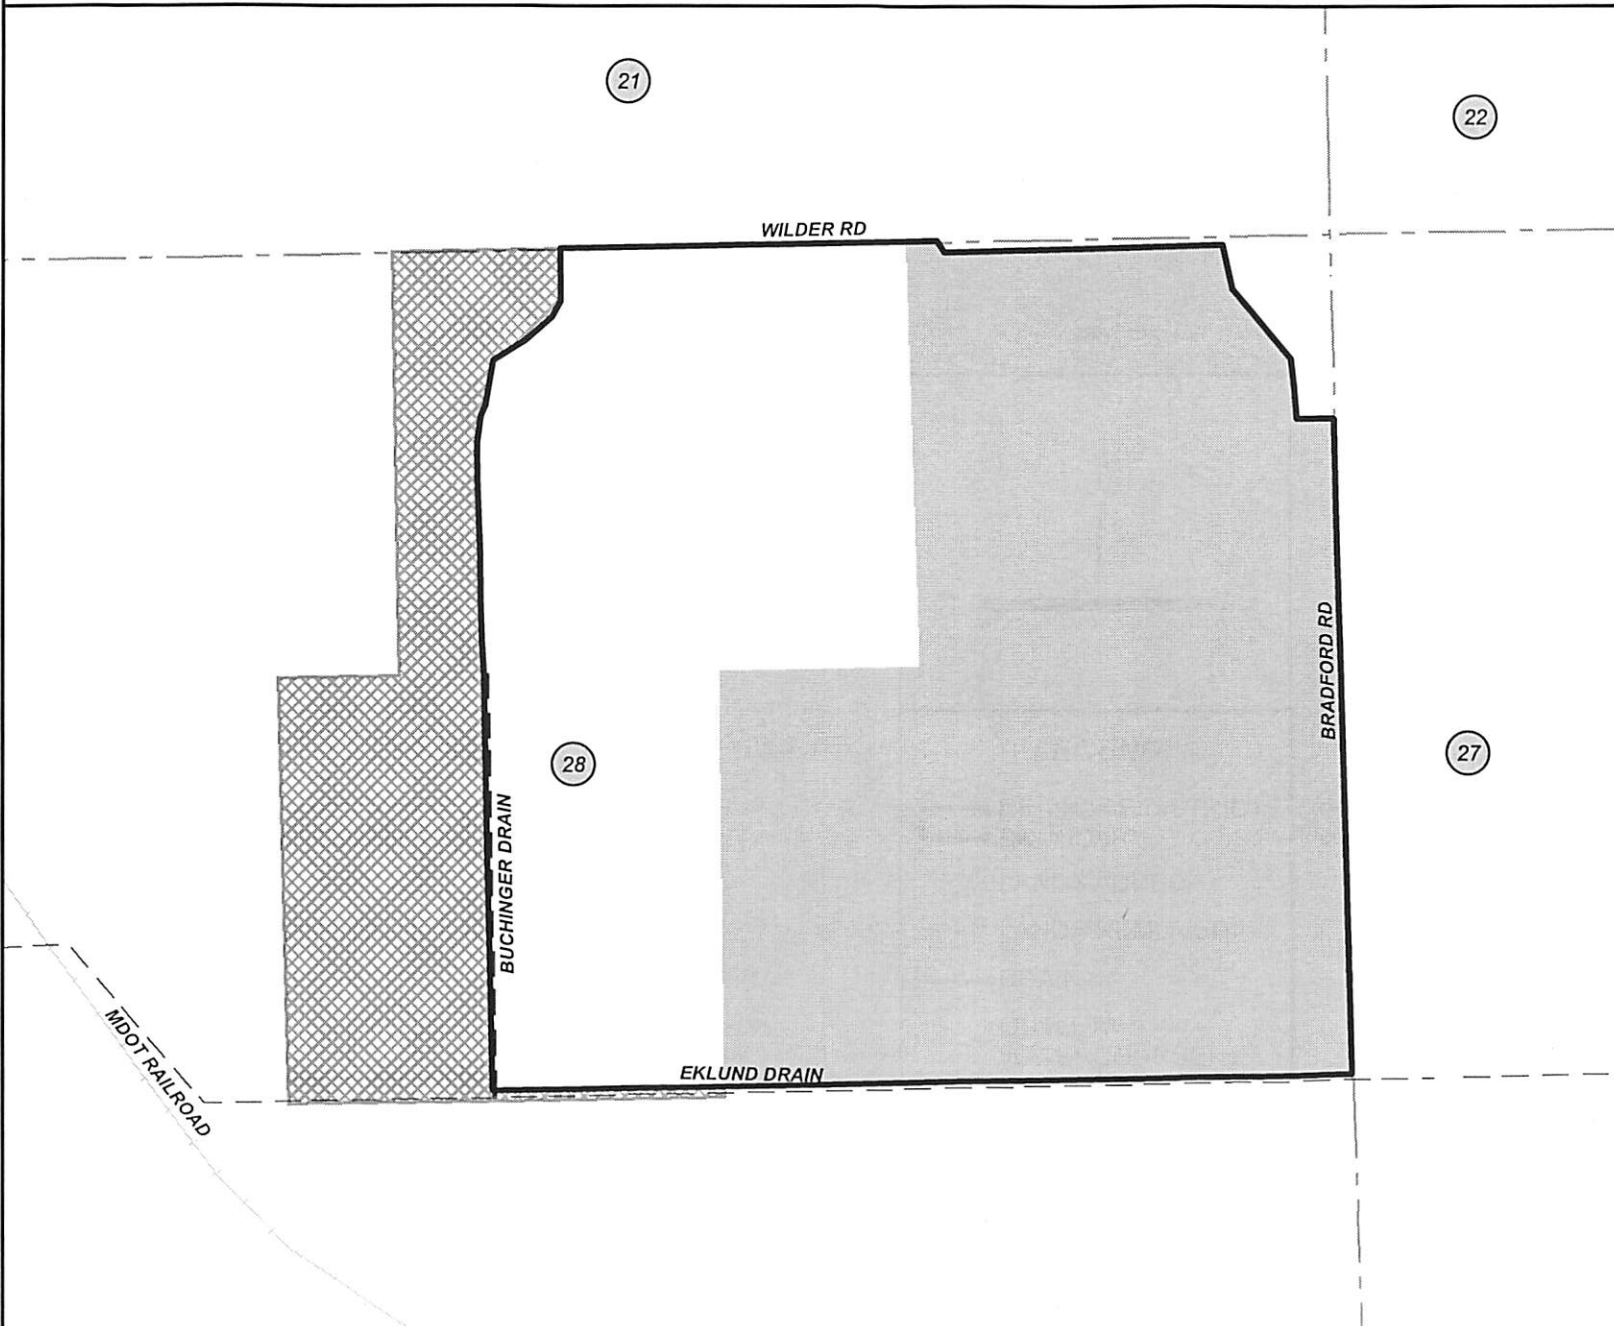 21
22
WILDER RD
BRADFORD RD
28
27
BUCHINGER DRAIN
MDOT RAILROAD
EKLUND DRAIN